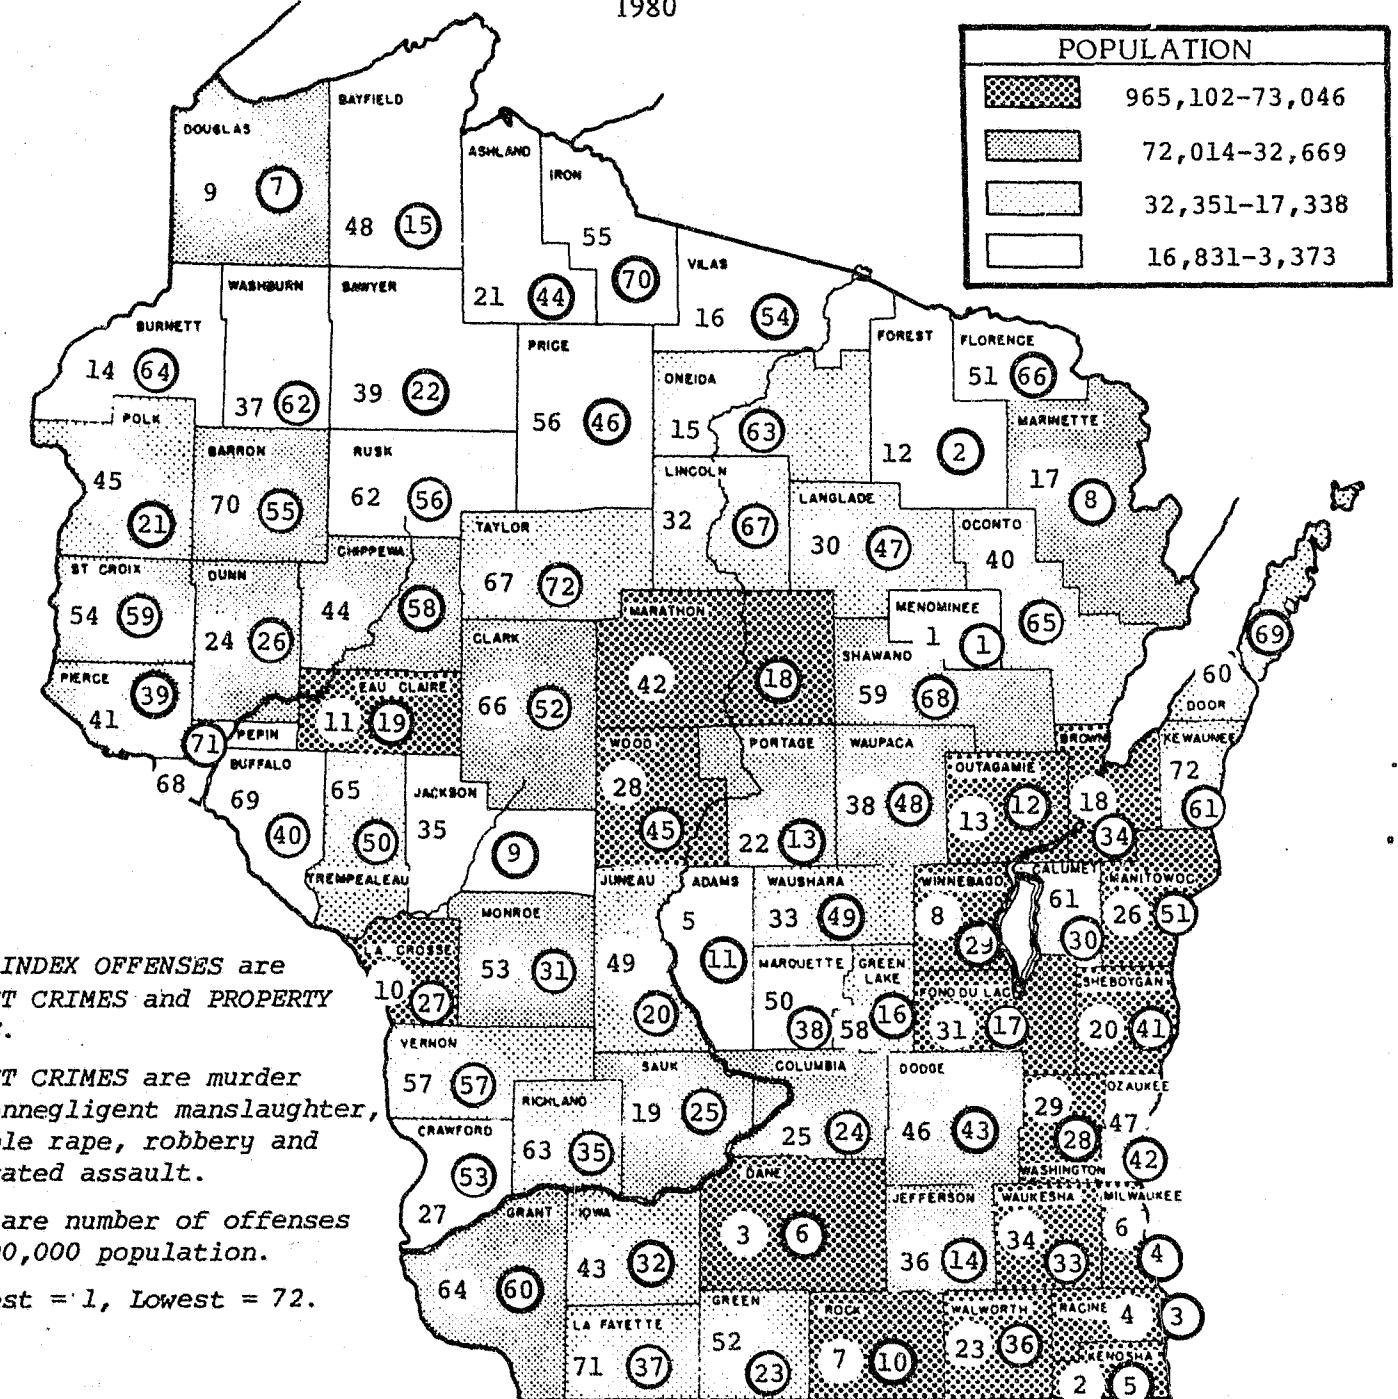 1980
POPULATION
965,102-73,046
72,014-32,669
32,351-17,338
16,831-3,373
BAYFIELD
48 15
DOUGLAS
9 7
ASHLAND
21 44
IRON
55 70
VILAS
16 54
WASHBURN
37 62
SAWYER
39 22
BURNETT
14 64
PRICE
56 46
FOREST
12 2
FLORENCE
51 66
ONEIDA
15 63
POLK
45 21
MARINETTE
17 8
BARRON
70 55
RUSK
62 56
LINCOLN
32 67
LANGLADE
30 47
TAYLOR
67 72
OCONTO
40 65
CHIPPEWA
44 58
ST CROIX
54 59
DUNN
24 26
MARATHON
42 18
MENOMINEE
1 1
CLARK
66 52
SHAWANO
59 68
PIERCE
41 39
EAU CLAIRE
11 19
69
60
DOOR
PEPIN
68 71
WOOD
28 45
PORTAGE
22 13
WAUPACA
38 48
OUTAGAMIE
13 12
BROWN
18 34
KEWAUNEE
72 61
BUFFALO
69 40
65 50
TREMPEALEAU
JACKSON
35 9
JUNEAU
49 20
ADAMS
5 11
WAUSHARA
33 49
WINNEBAGO
8 29
CALUMET
61 30
MANITOWOC
26 51
MONROE
53 31
LA CROSSE
10 27
MARQUETTE
50 38
GREEN
LAKE
58 16
FOND DU LAC
31 17
SHEBOYGAN
20 41
INDEX OFFENSES are
T CRIMES and PROPERTY
.
T CRIMES are murder
nnegligent manslaughter,
le rape, robbery and
ated assault.
are number of offenses
0,000 population.
est = 1, Lowest = 72.
VERNON
57 57
RICHLAND
63 35
SAUK
19 25
COLUMBIA
25 24
DODGE
46 43
29 28
WASHINGTON
OZAUKEE
47 42
CRAWFORD
27 53
GRANT
64 60
IOWA
43 32
DANE
3 6
JEFFERSON
36 14
WAUKESHA
34 33
MILWAUKEE
6 4
LA FAYETTE
71 37
GREEN
52 23
ROCK
7 10
WALWORTH
23 36
RACINE
4 3
KENOSHA
2 5